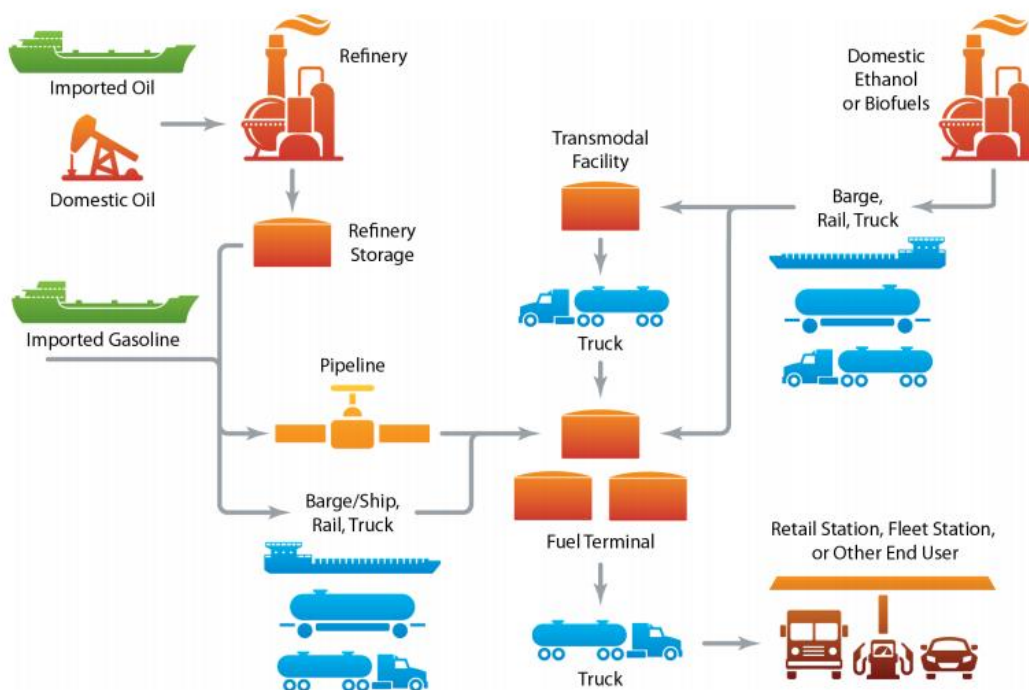 Imported Oil
Domestic Oil
Refinery
Refinery
Storage
Imported Gasoline
Pipeline
Barge/Ship,
Rail, Truck
Transmodal
Facility
Truck
Domestic
Ethanol
or Biofuels
Barge,
Rail, Truck
Fuel Terminal
Truck
Retail Station, Fleet Station,
or Other End User